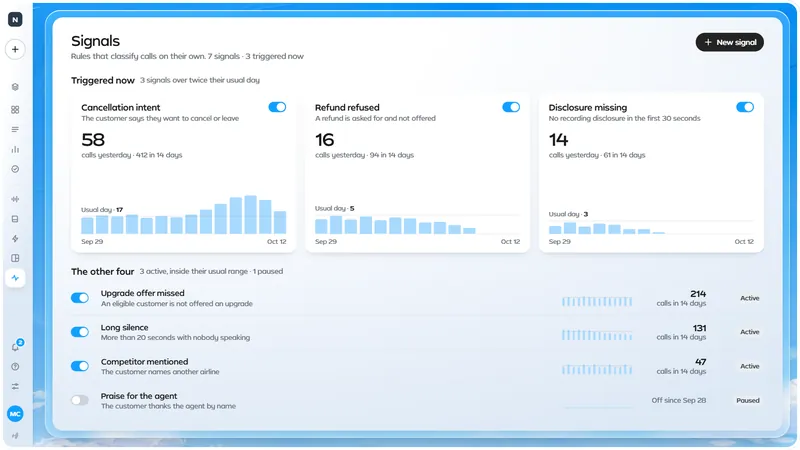 N
Signals
Rules that classify calls on their own. 7 signals · 3 triggered now
+ New signal
Triggered now 3 signals over twice their usual day
Cancellation intent
The customer says they want to cancel or leave
58
calls yesterday · 412 in 14 days
Usual day · 17
Sep 29
Oct 12
Refund refused
A refund is asked for and not offered
16
calls yesterday · 94 in 14 days
Usual day · 5
Sep 29
Oct 12
Disclosure missing
No recording disclosure in the first 30 seconds
14
calls yesterday · 61 in 14 days
Usual day · 3
Sep 29
Oct 12
The other four 3 active, inside their usual range · 1 paused
Upgrade offer missed
An eligible customer is not offered an upgrade
214
calls in 14 days
Active
Long silence
More than 20 seconds with nobody speaking
131
calls in 14 days
Active
Competitor mentioned
The customer names another airline
47
calls in 14 days
Active
Praise for the agent
The customer thanks the agent by name
Off since Sep 28
Paused
2
MC